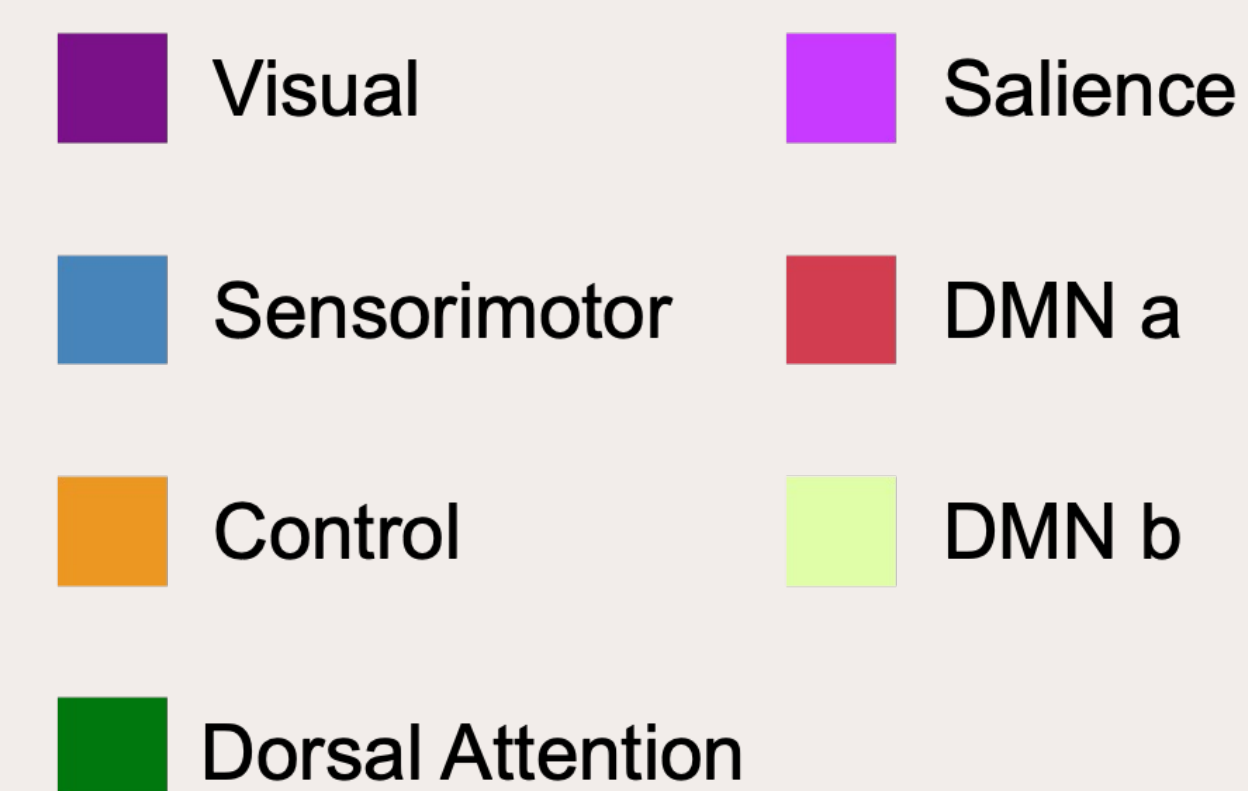 Visual
Sensorimotor
Control
Dorsal Attention
Salience
DMN a
DMN b